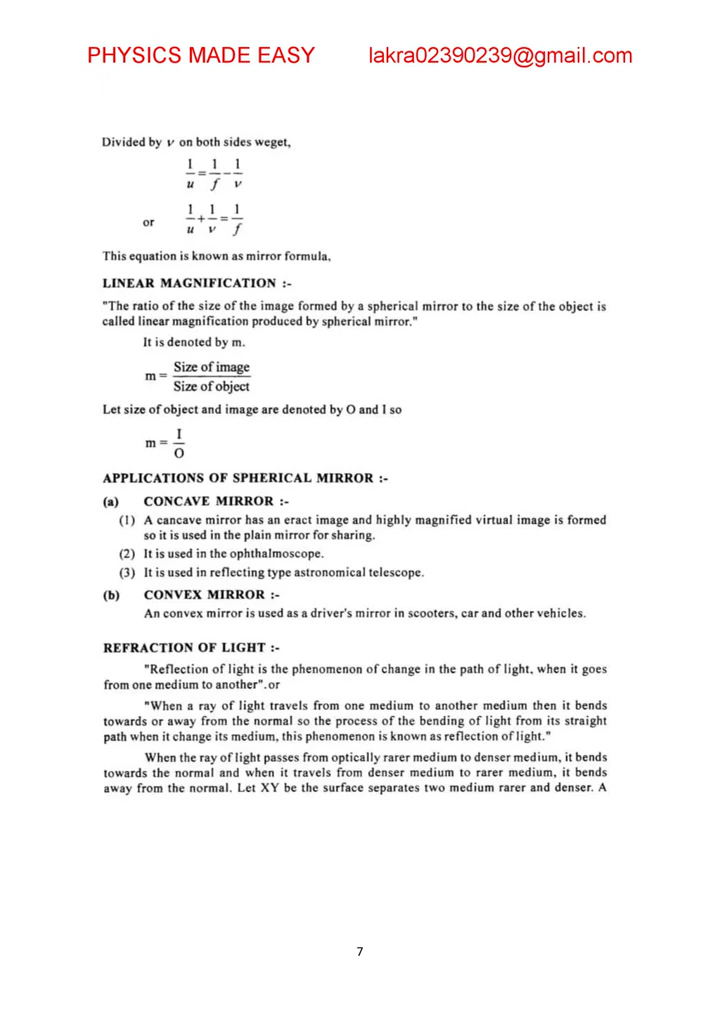 PHYSICS MADE EASY lakra02390239@gmail.com
Divided by v on both sides weget,
1/u = 1/f - 1/v
or 1/u + 1/v = 1/f
This equation is known as mirror formula,
LINEAR MAGNIFICATION :-
"The ratio of the size of the image formed by a spherical mirror to the size of the object is
called linear magnification produced by spherical mirror."
It is denoted by m.
m = Size of image / Size of object
Let size of object and image are denoted by O and I so
m = I / O
APPLICATIONS OF SPHERICAL MIRROR :-
(a) CONCAVE MIRROR :-
(1) A cancave mirror has an eract image and highly magnified virtual image is formed
so it is used in the plain mirror for sharing.
(2) It is used in the ophthalmoscope.
(3) It is used in reflecting type astronomical telescope.
(b) CONVEX MIRROR :-
An convex mirror is used as a driver's mirror in scooters, car and other vehicles.
REFRACTION OF LIGHT :-
"Reflection of light is the phenomenon of change in the path of light, when it goes
from one medium to another".or
"When a ray of light travels from one medium to another medium then it bends
towards or away from the normal so the process of the bending of light from its straight
path when it change its medium, this phenomenon is known as reflection of light."
When the ray of light passes from optically rarer medium to denser medium, it bends
towards the normal and when it travels from denser medium to rarer medium, it bends
away from the normal. Let XY be the surface separates two medium rarer and denser. A
7